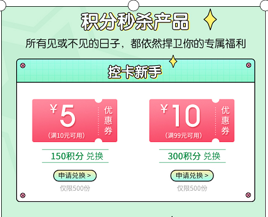 积分秒杀产品
所有见或不见的日子，都依然捍卫你的专属福利
控卡新手
¥5
(满10元可用)
优惠券
¥10
(满99元可用)
优惠券
150积分 兑换
300积分 兑换
申请兑换 >
申请兑换 >
仅限500份
仅限500份